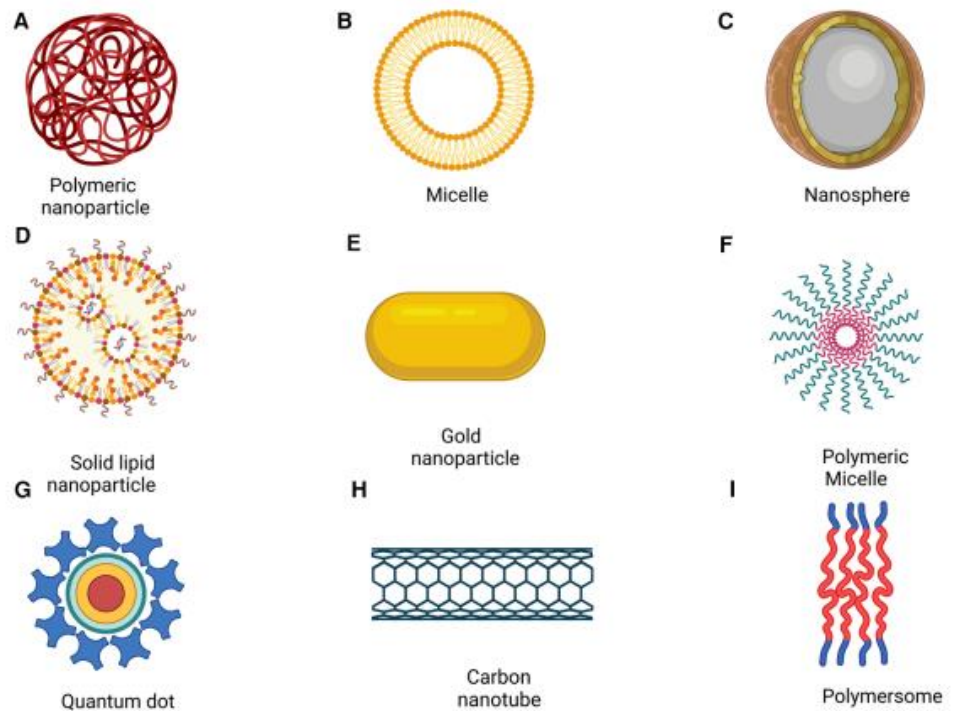 A
B
C
Polymeric
nanoparticle
Micelle
Nanosphere
D
E
F
Solid lipid
nanoparticle
Gold
nanoparticle
Polymeric
Micelle
G
H
I
Quantum dot
Carbon
nanotube
Polymersome